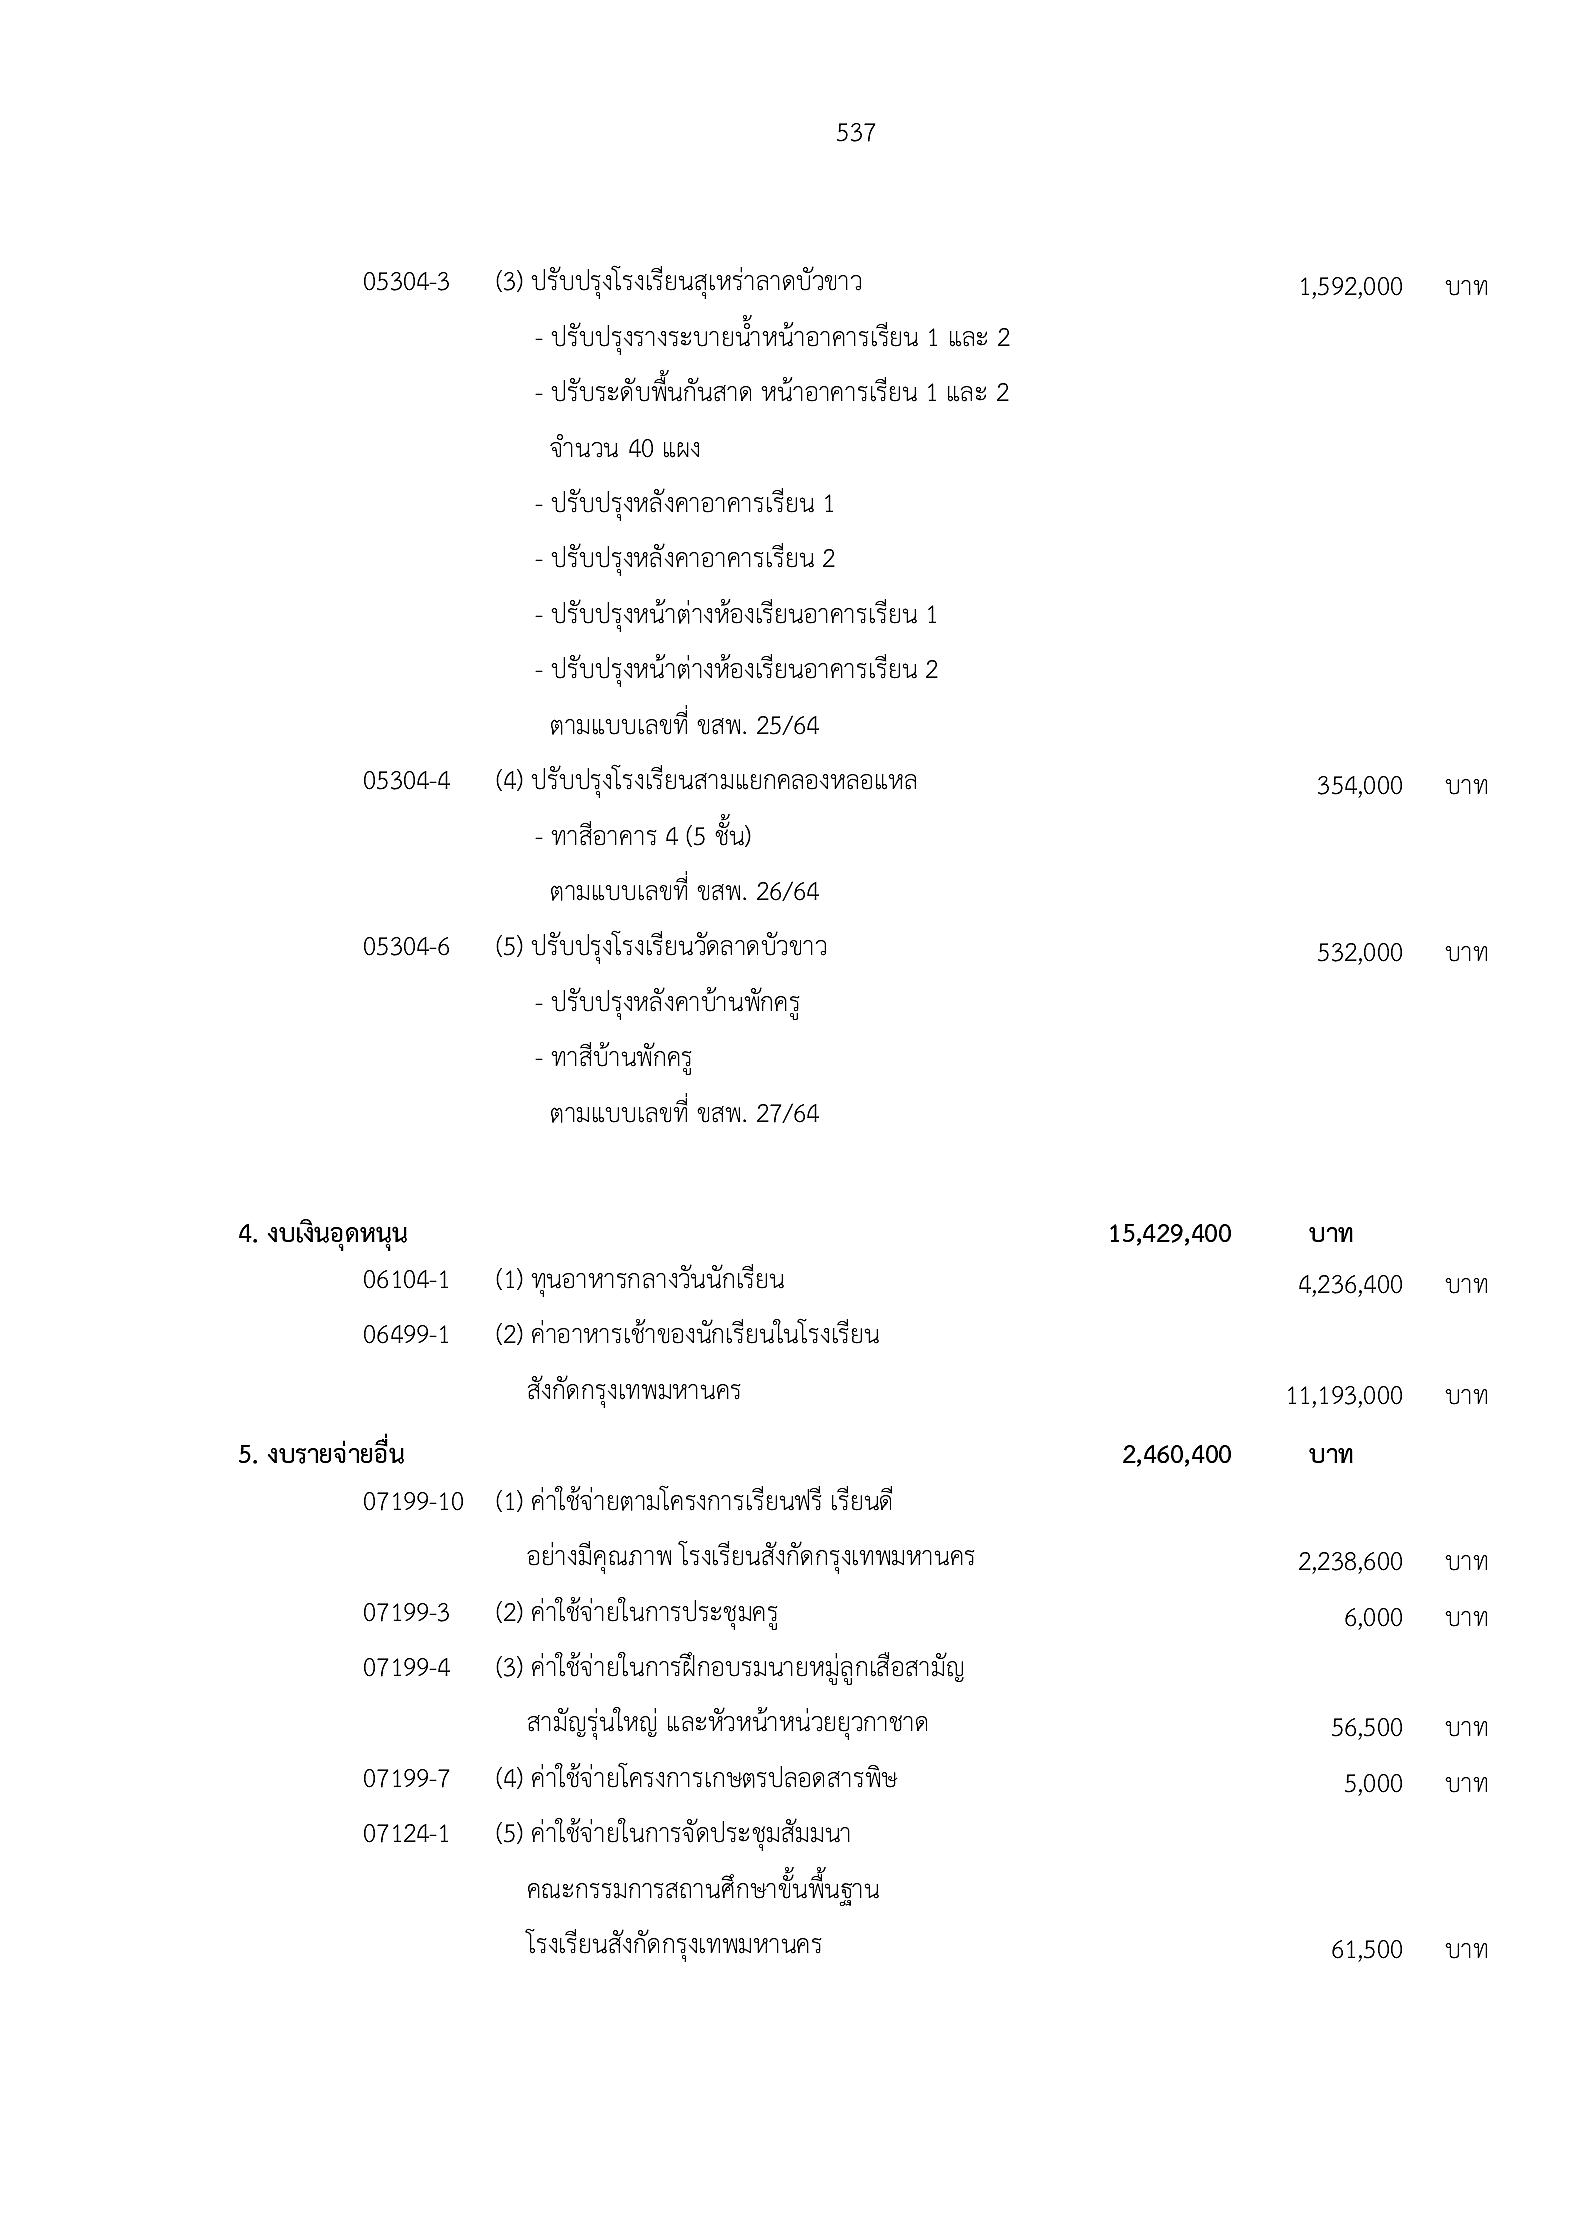 537
05304-3 (3) ปรับปรุงโรงเรียนสุเหร่าลาดบัวขาว 1,592,000 บาท
- ปรับปรุงรางระบายน้ำหน้าอาคารเรียน 1 และ 2
- ปรับระดับพื้นกันสาด หน้าอาคารเรียน 1 และ 2
จำนวน 40 แผง
- ปรับปรุงหลังคาอาคารเรียน 1
- ปรับปรุงหลังคาอาคารเรียน 2
- ปรับปรุงหน้าต่างห้องเรียนอาคารเรียน 1
- ปรับปรุงหน้าต่างห้องเรียนอาคารเรียน 2
ตามแบบเลขที่ ขสพ. 25/64
05304-4 (4) ปรับปรุงโรงเรียนสามแยกคลองหลอแหล 354,000 บาท
- ทาสีอาคาร 4 (5 ชั้น)
ตามแบบเลขที่ ขสพ. 26/64
05304-6 (5) ปรับปรุงโรงเรียนวัดลาดบัวขาว 532,000 บาท
- ปรับปรุงหลังคาบ้านพักครู
- ทาสีบ้านพักครู
ตามแบบเลขที่ ขสพ. 27/64
4. งบเงินอุดหนุน 15,429,400 บาท
06104-1 (1) ทุนอาหารกลางวันนักเรียน 4,236,400 บาท
06499-1 (2) ค่าอาหารเช้าของนักเรียนในโรงเรียน
สังกัดกรุงเทพมหานคร 11,193,000 บาท
5. งบรายจ่ายอื่น 2,460,400 บาท
07199-10 (1) ค่าใช้จ่ายตามโครงการเรียนฟรี เรียนดี
อย่างมีคุณภาพ โรงเรียนสังกัดกรุงเทพมหานคร 2,238,600 บาท
07199-3 (2) ค่าใช้จ่ายในการประชุมครู 6,000 บาท
07199-4 (3) ค่าใช้จ่ายในการฝึกอบรมนายหมู่ลูกเสือสามัญ
สามัญรุ่นใหญ่ และหัวหน้าหน่วยยุวกาชาด 56,500 บาท
07199-7 (4) ค่าใช้จ่ายโครงการเกษตรปลอดสารพิษ 5,000 บาท
07124-1 (5) ค่าใช้จ่ายในการจัดประชุมสัมมนา
คณะกรรมการสถานศึกษาขั้นพื้นฐาน
โรงเรียนสังกัดกรุงเทพมหานคร 61,500 บาท